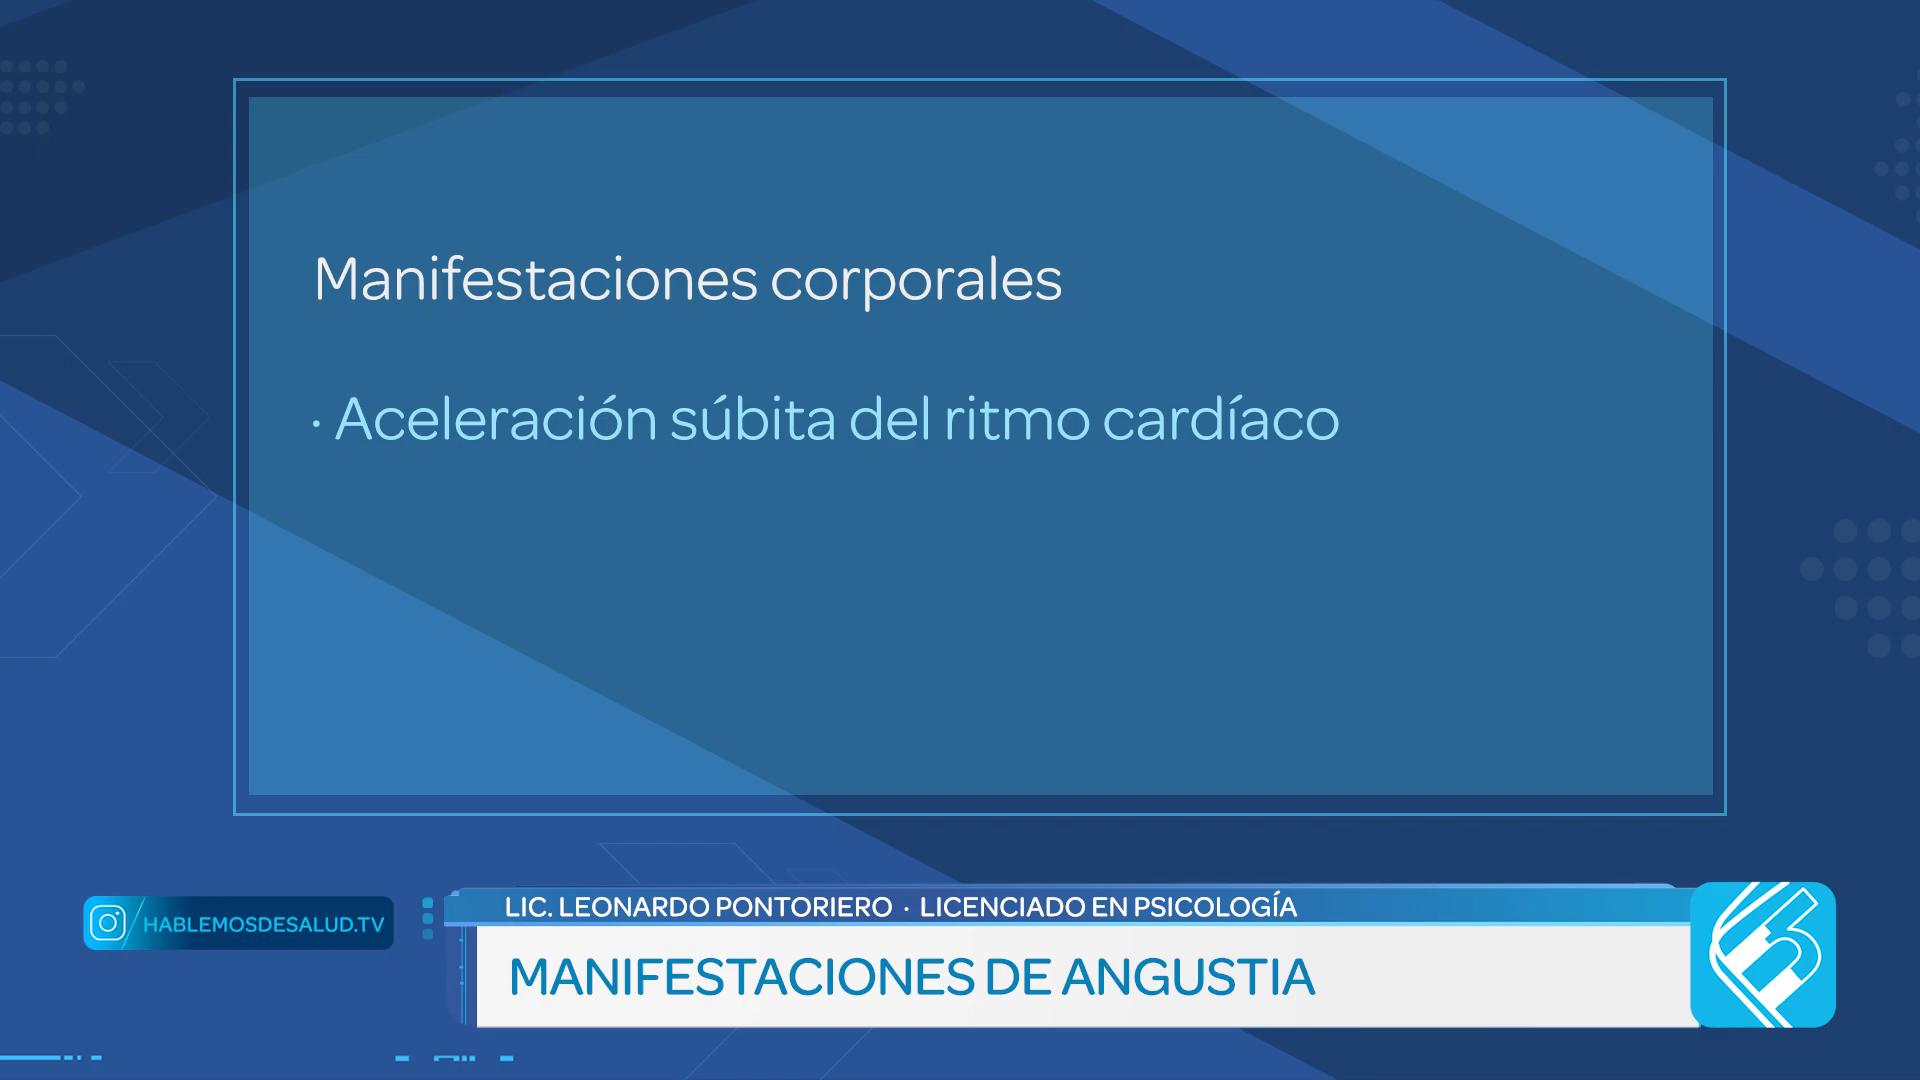 Manifestaciones corporales
· Aceleración súbita del ritmo cardíaco
HABLEMOSDESALUD.TV
LIC. LEONARDO PONTORIERO · LICENCIADO EN PSICOLOGÍA
MANIFESTACIONES DE ANGUSTIA